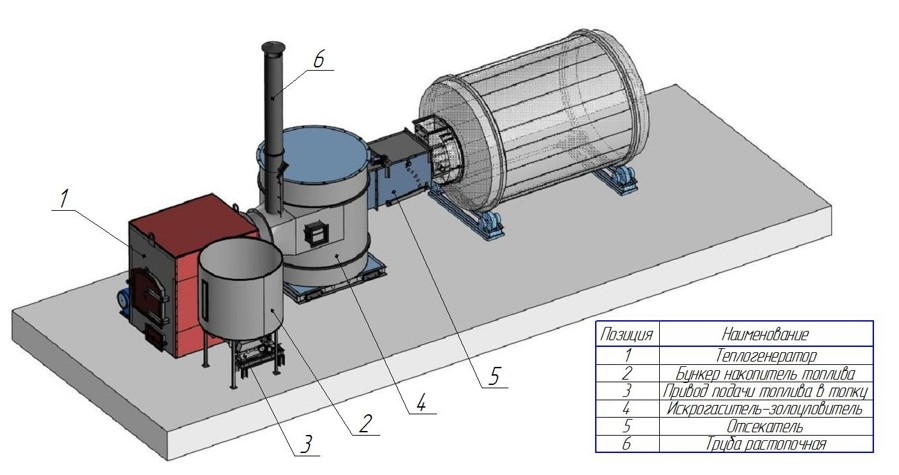 6
1
5
4
2
3
Позиция Наименование
1 Теплогенератор
2 Бункер накопитель топлива
3 Привод подачи топлива в топку
4 Искрогаситель-золоуловитель
5 Отсекатель
6 Труба растопочная